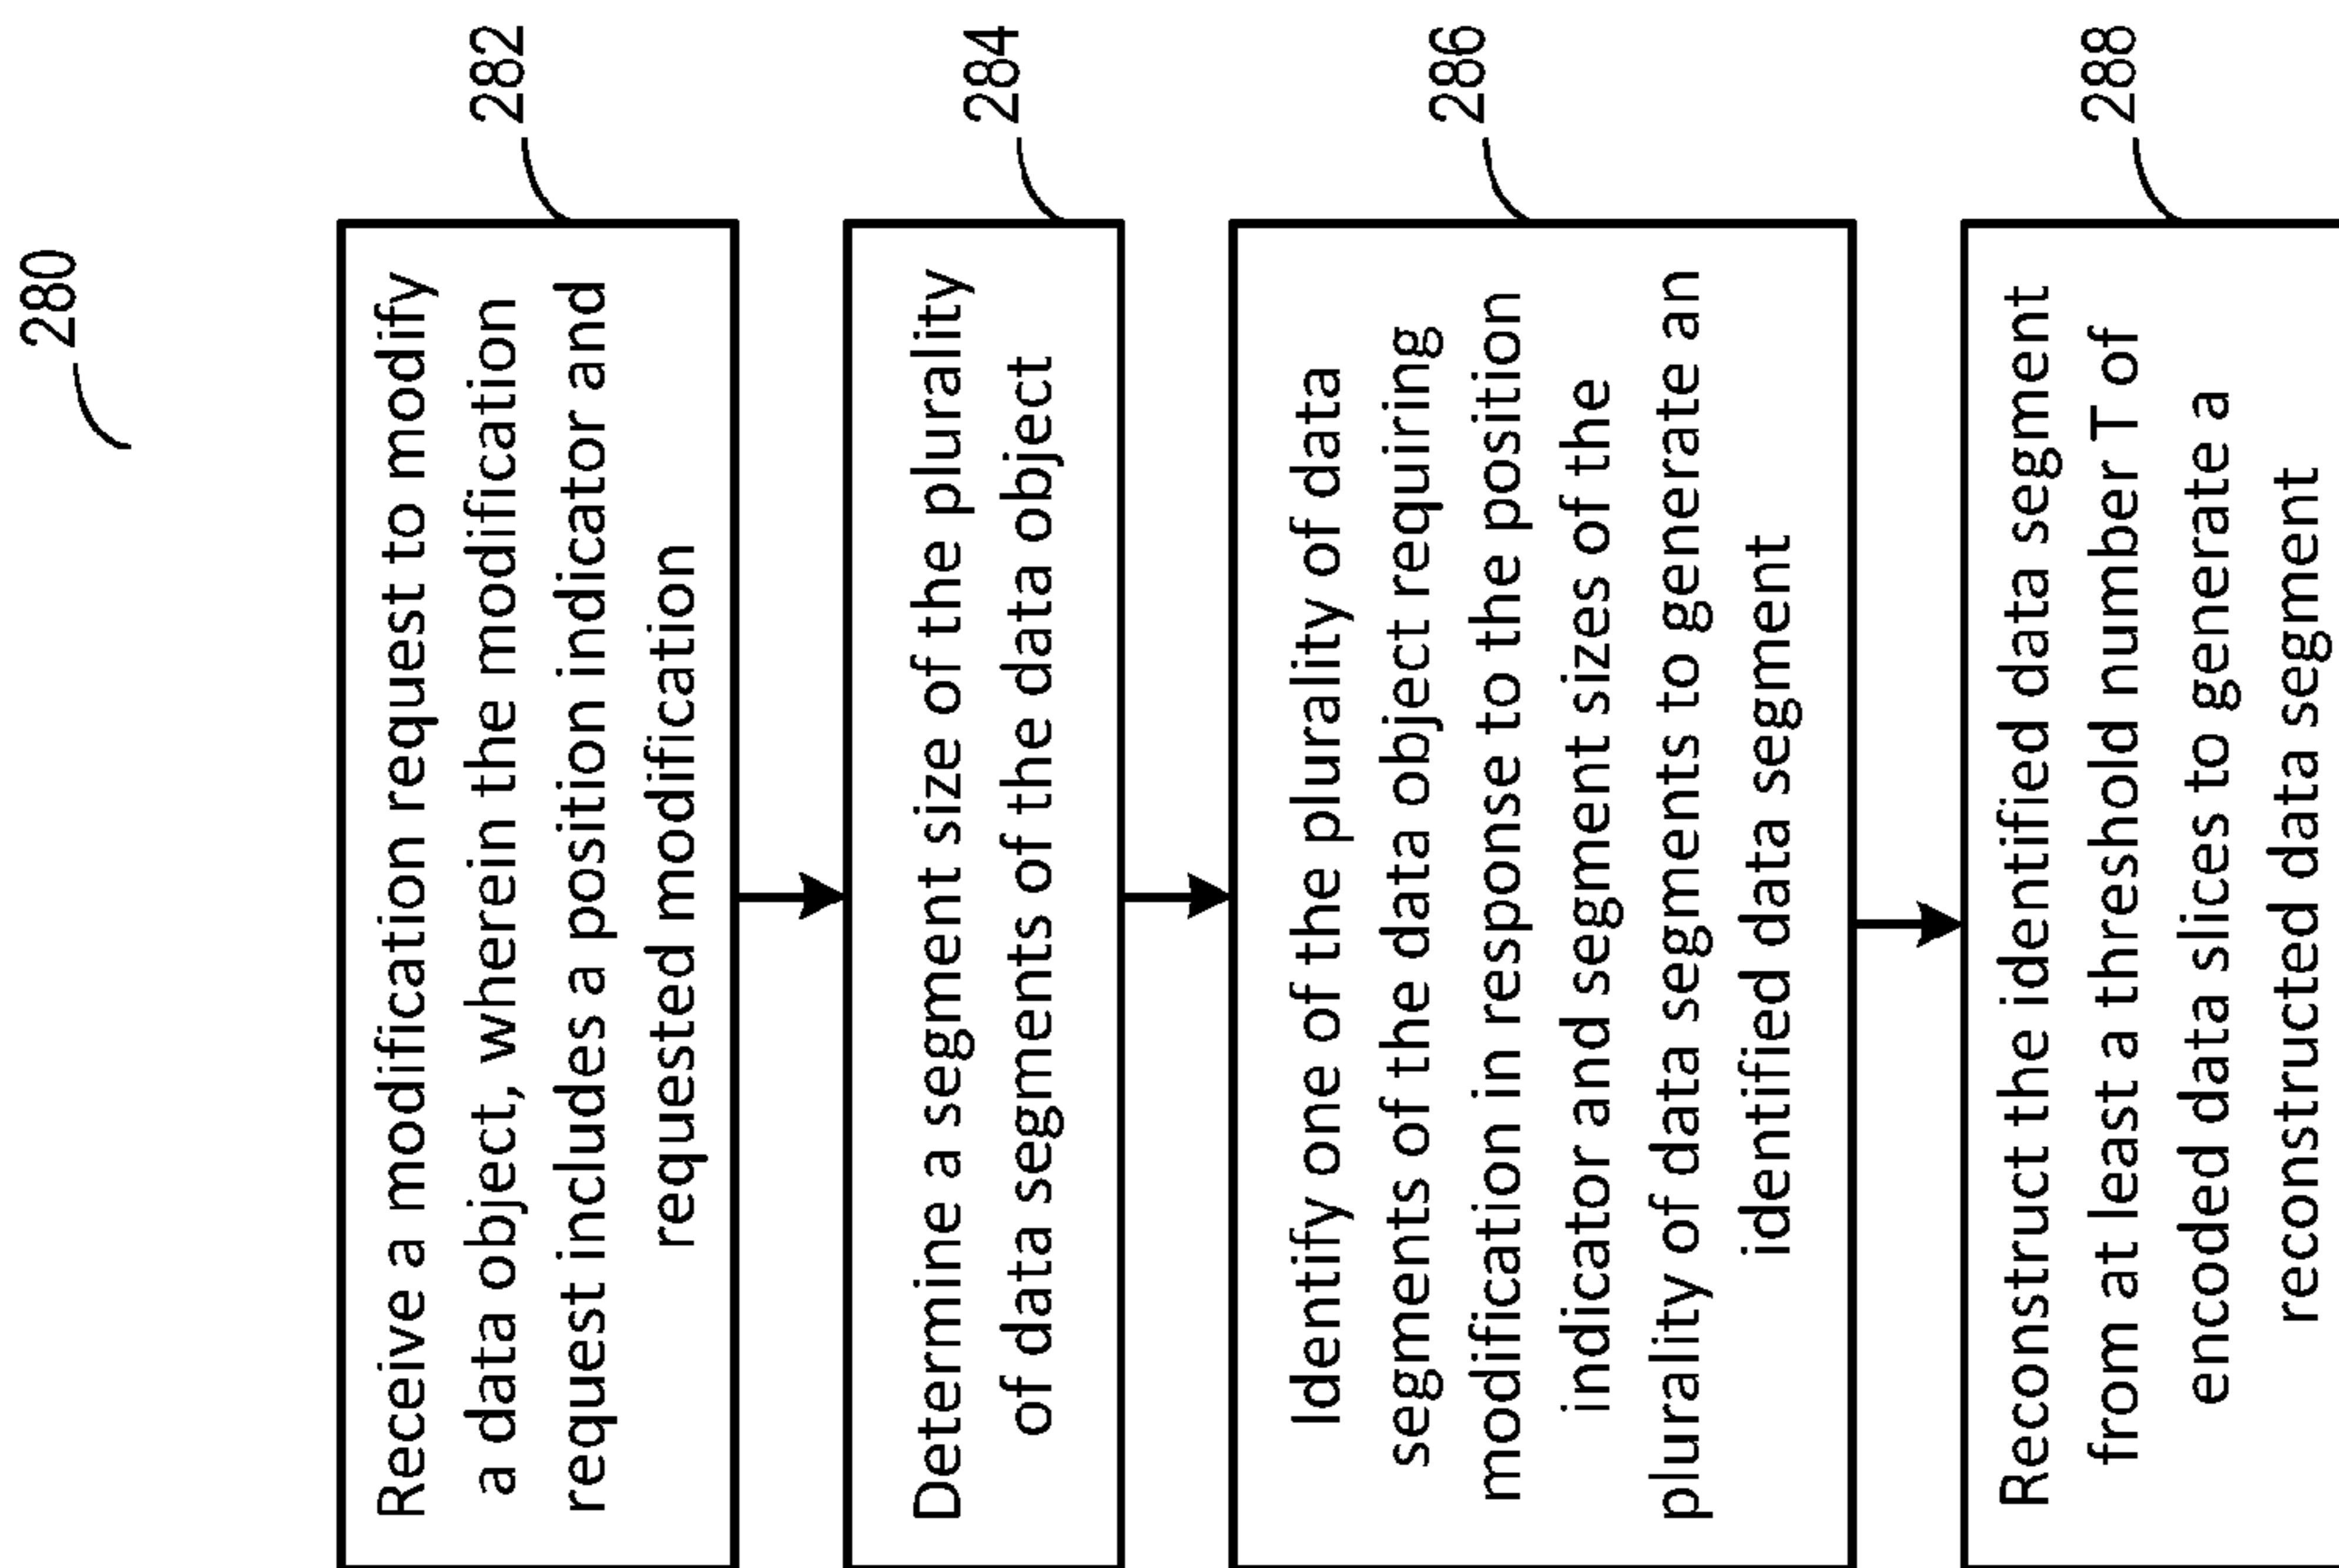 280
282
Receive a modification request to modify
a data object, wherein the modification
request includes a position indicator and
requested modification
284
Determine a segment size of the plurality
of data segments of the data object
286
Identify one of the plurality of data
segments of the data object requiring
modification in response to the position
indicator and segment sizes of the
plurality of data segments to generate an
identified data segment
288
Reconstruct the identified data segment
from at least a threshold number T of
encoded data slices to generate a
reconstructed data segment